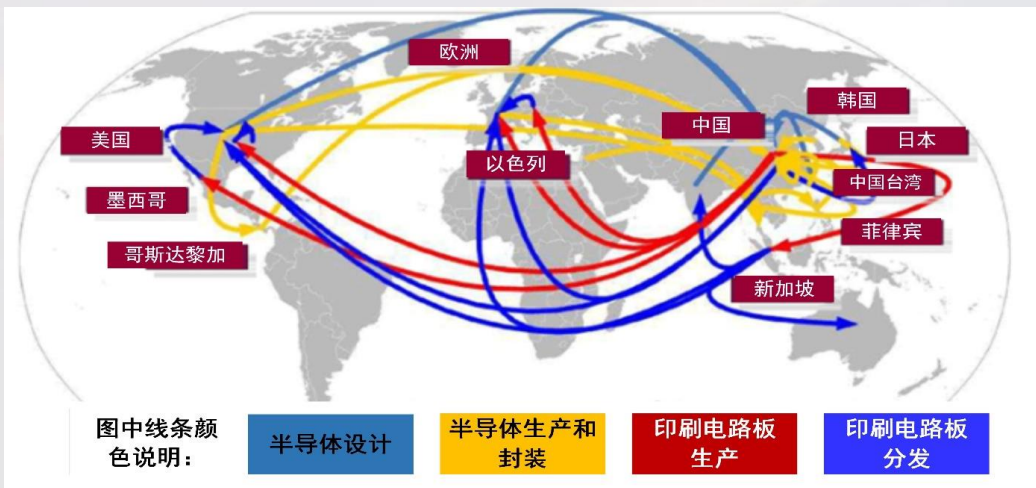 欧洲
韩国
中国
日本
美国
以色列
中国台湾
墨西哥
菲律宾
哥斯达黎加
新加坡
图中线条颜
色说明：
半导体设计
半导体生产和
封装
印刷电路板
生产
印刷电路板
分发